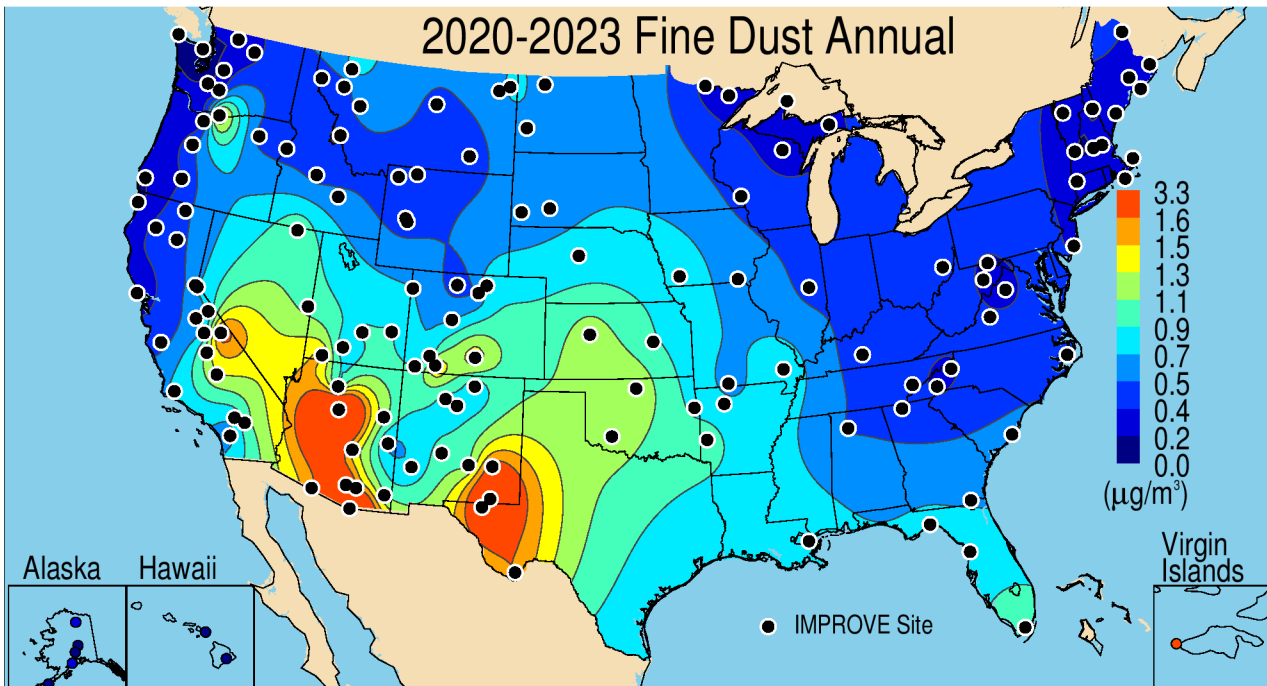 2020-2023 Fine Dust Annual
3.3
1.6
1.5
1.3
1.1
0.9
0.7
0.5
0.4
0.2
0.0
(μg/m³)
Alaska
Hawaii
Virgin
Islands
IMPROVE Site